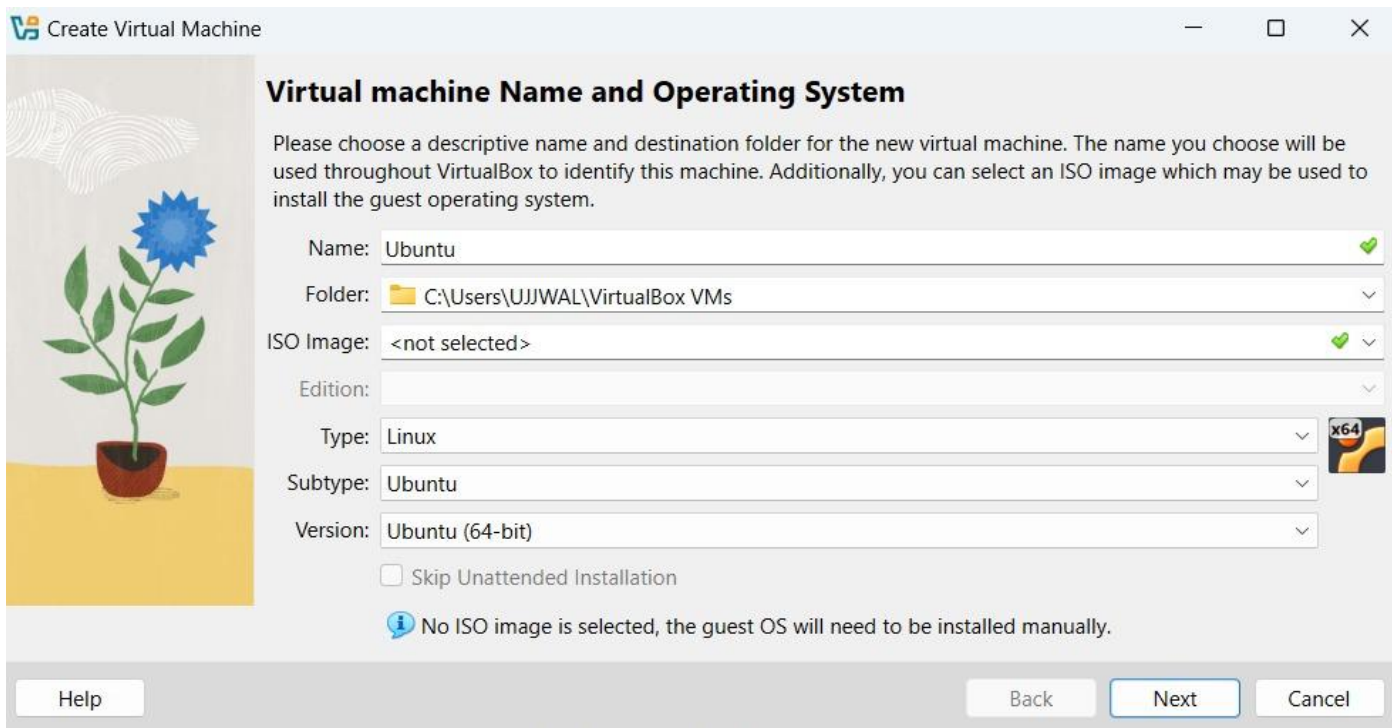 Create Virtual Machine
Virtual machine Name and Operating System
Please choose a descriptive name and destination folder for the new virtual machine. The name you choose will be
used throughout VirtualBox to identify this machine. Additionally, you can select an ISO image which may be used to
install the guest operating system.
Name: Ubuntu
Folder: C:\Users\UJJWAL\VirtualBox VMs
ISO Image: <not selected>
Edition:
Type: Linux
x64
Subtype: Ubuntu
Version: Ubuntu (64-bit)
Skip Unattended Installation
No ISO image is selected, the guest OS will need to be installed manually.
Help Back Next Cancel